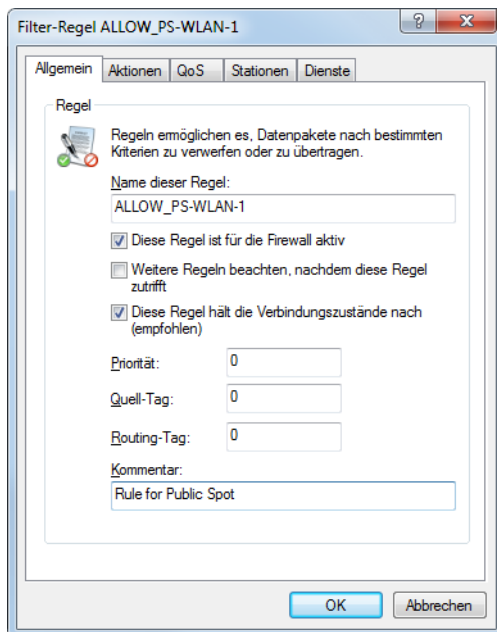 Filter-Regel ALLOW_PS-WLAN-1
?
Allgemein Aktionen QoS Stationen Dienste
Regel
Regeln ermöglichen es, Datenpakete nach bestimmten
Kriterien zu verwerfen oder zu übertragen.
Name dieser Regel:
ALLOW_PS-WLAN-1
Diese Regel ist für die Firewall aktiv
Weitere Regeln beachten, nachdem diese Regel
zutrifft
Diese Regel hält die Verbindungszustände nach
(empfohlen)
Priorität: 0
Quell-Tag: 0
Routing-Tag: 0
Kommentar:
Rule for Public Spot
OK Abbrechen